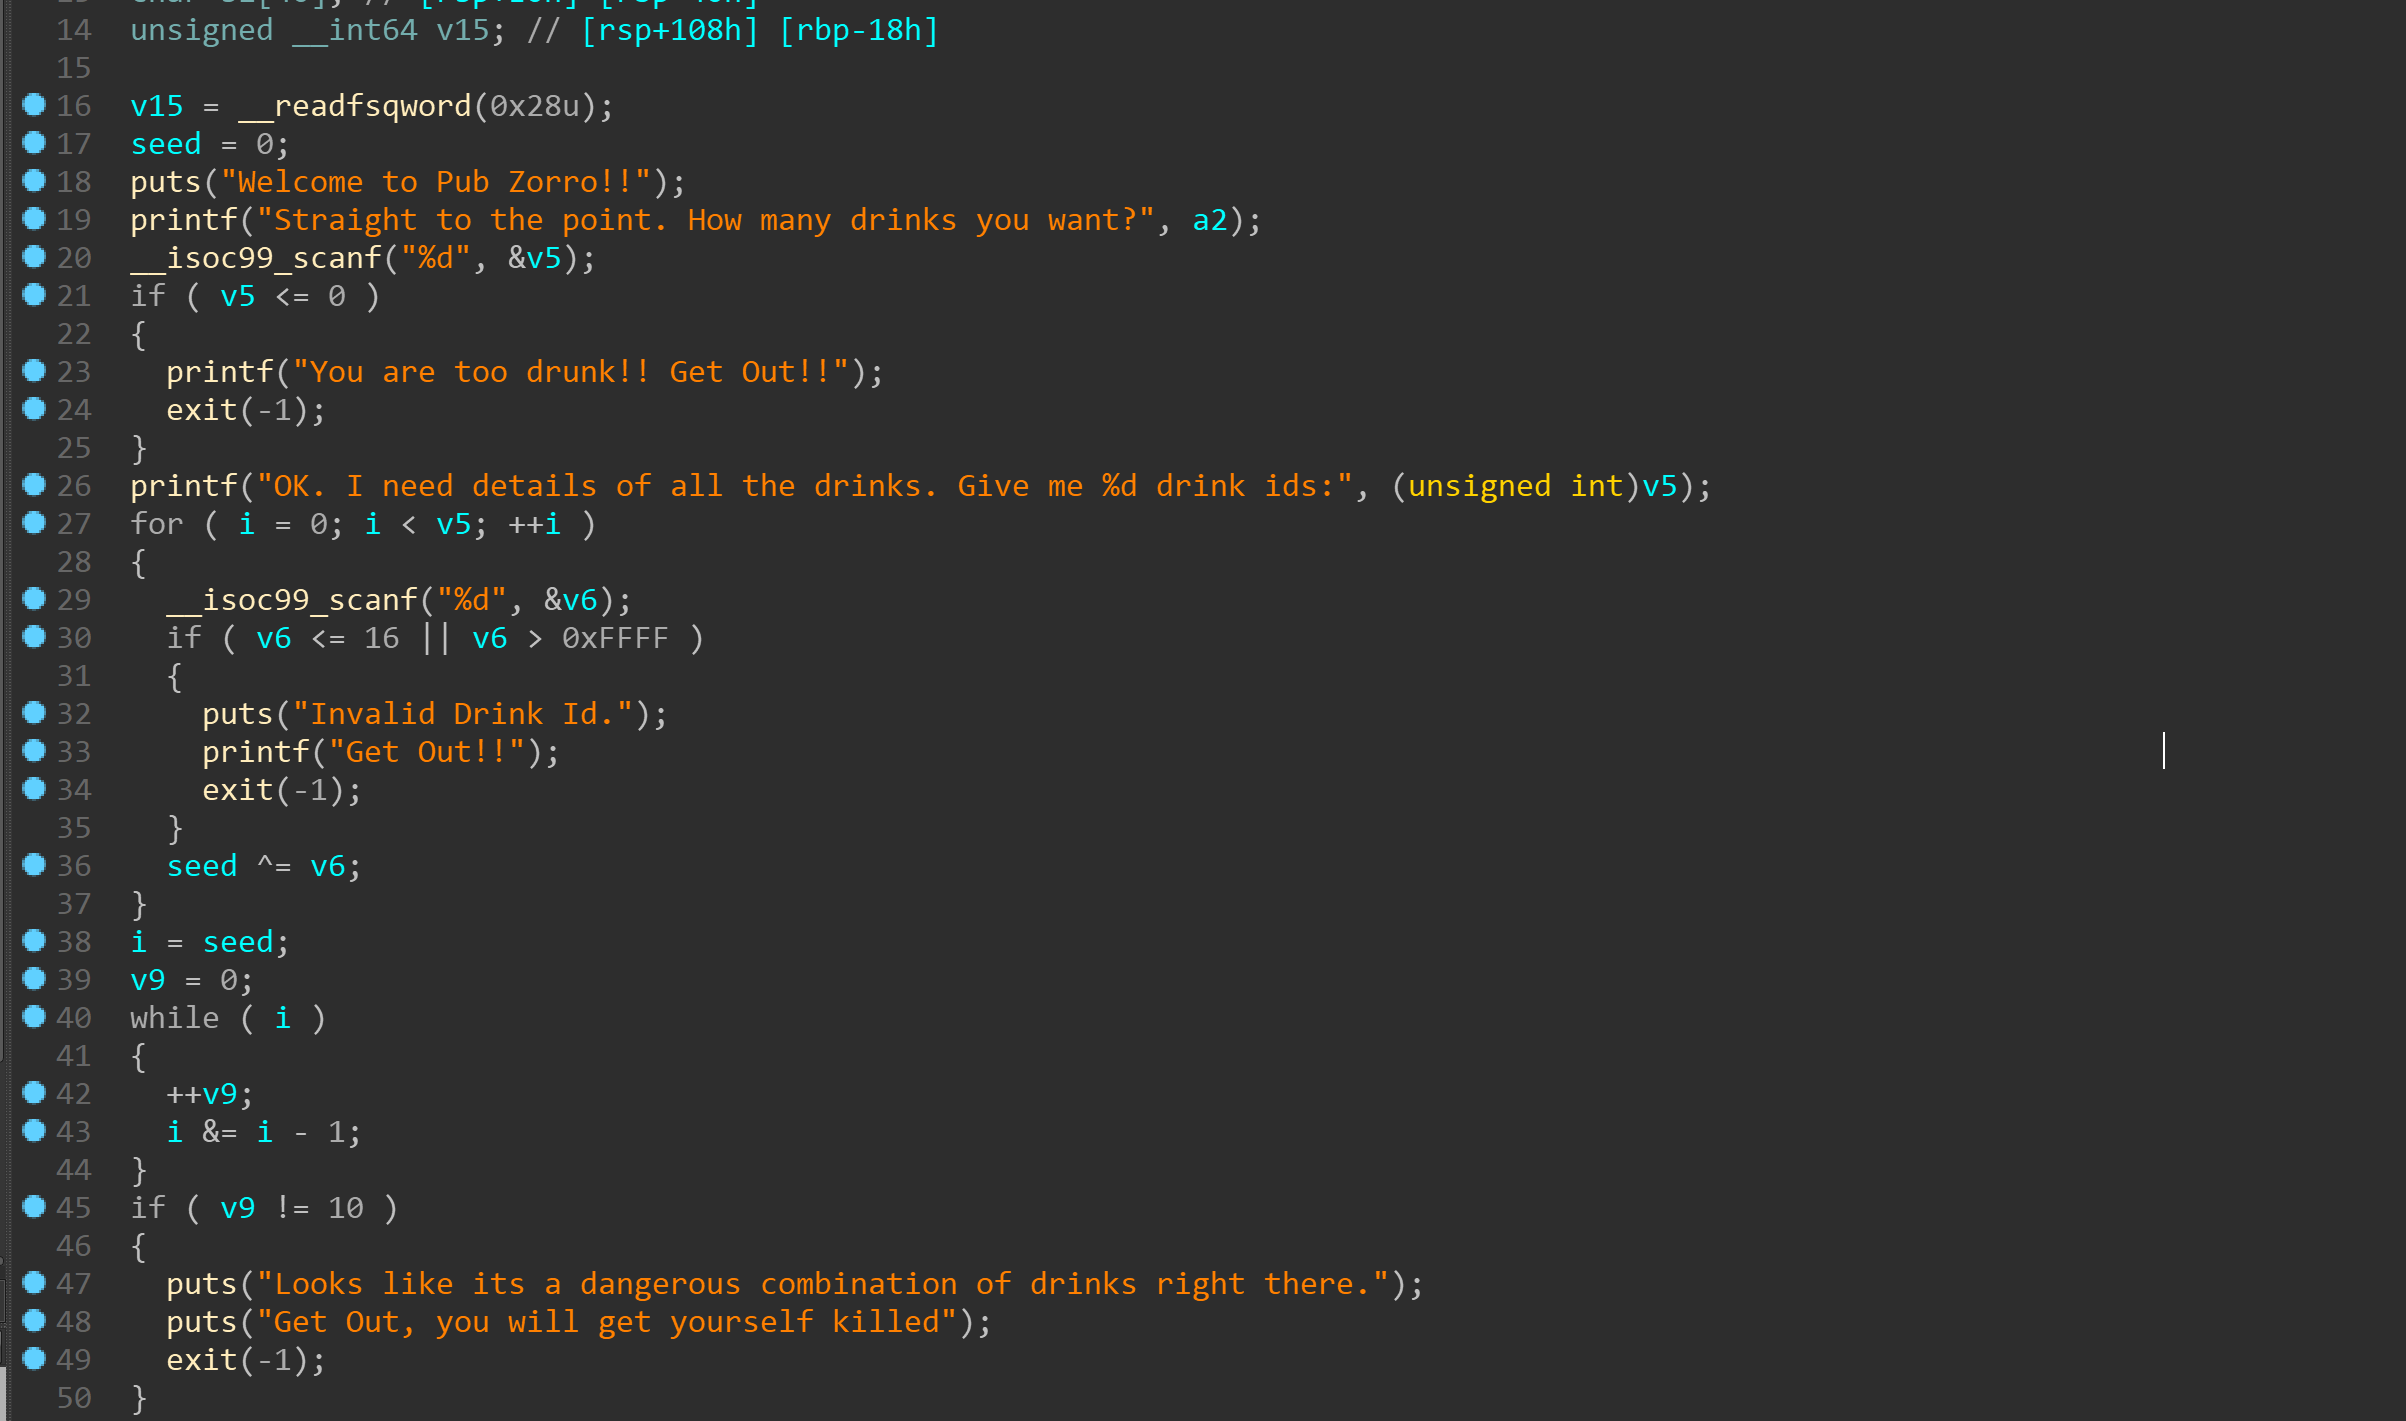 14 unsigned __int64 v15; // [rsp+108h] [rbp-18h]
15
16 v15 = __readfsqword(0x28u);
17 seed = 0;
18 puts("Welcome to Pub Zorro!!");
19 printf("Straight to the point. How many drinks you want?", a2);
20 __isoc99_scanf("%d", &v5);
21 if ( v5 <= 0 )
22 {
23 printf("You are too drunk!! Get Out!!");
24 exit(-1);
25 }
26 printf("OK. I need details of all the drinks. Give me %d drink ids:", (unsigned int)v5);
27 for ( i = 0; i < v5; ++i )
28 {
29 __isoc99_scanf("%d", &v6);
30 if ( v6 <= 16 || v6 > 0xFFFF )
31 {
32 puts("Invalid Drink Id.");
33 printf("Get Out!!");
34 exit(-1);
35 }
36 seed ^= v6;
37 }
38 i = seed;
39 v9 = 0;
40 while ( i )
41 {
42 ++v9;
43 i &= i - 1;
44 }
45 if ( v9 != 10 )
46 {
47 puts("Looks like its a dangerous combination of drinks right there.");
48 puts("Get Out, you will get yourself killed");
49 exit(-1);
50 }